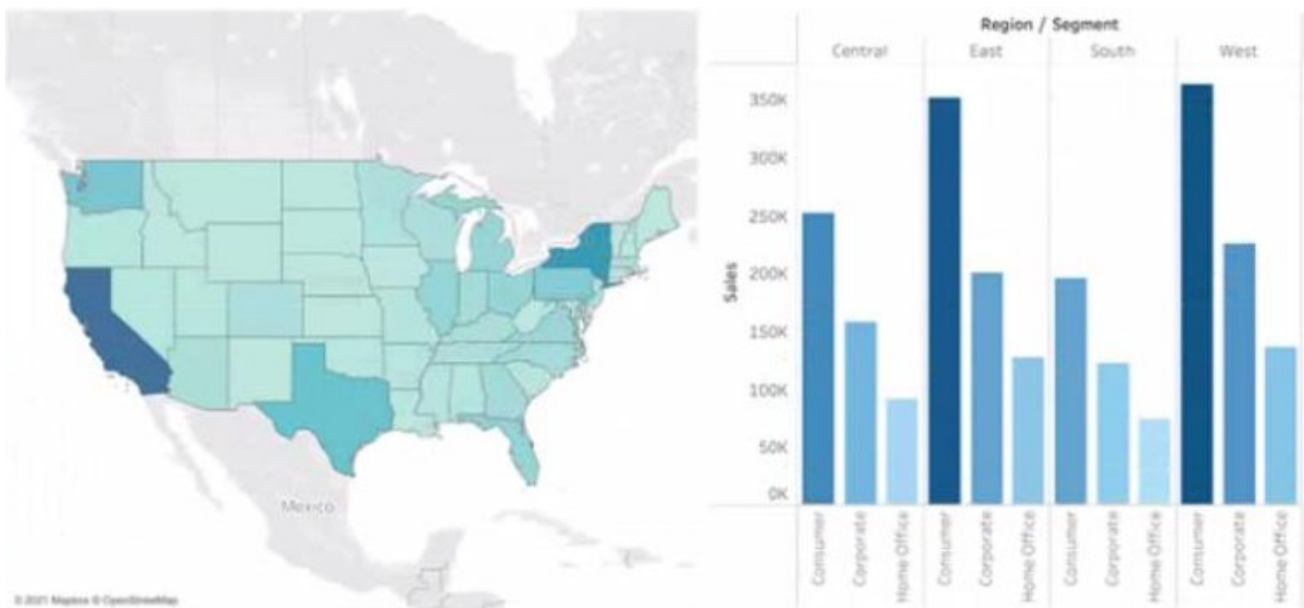 Mexico
© 2021 Mapbox © OpenStreetMap
Region / Segment
Central East South West
Sales
350K
300K
250K
200K
150K
100K
50K
0K
Consumer
Corporate
Home Office
Consumer
Corporate
Home Office
Consumer
Corporate
Home Office
Consumer
Corporate
Home Office